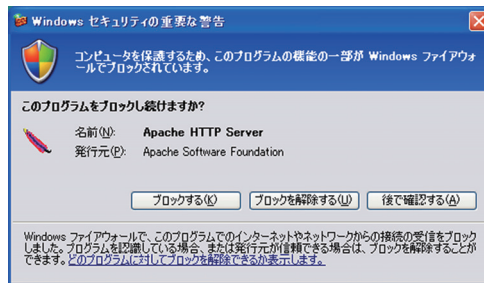 Windows セキュリティの重要な警告
コンピュータを保護するため、このプログラムの機能の一部が Windows ファイアウォ
ールでブロックされています。
このプログラムをブロックし続けますか?
名前(N): Apache HTTP Server
発行元(P): Apache Software Foundation
ブロックする(K) ブロックを解除する(U) 後で確認する(A)
Windows ファイアウォールで、このプログラムでのインターネットやネットワークからの接続の受信をブロック
しました。プログラムを認識している場合、または発行元が信頼できる場合は、ブロックを解除することが
できます。どのプログラムに対してブロックを解除できるか表示します。